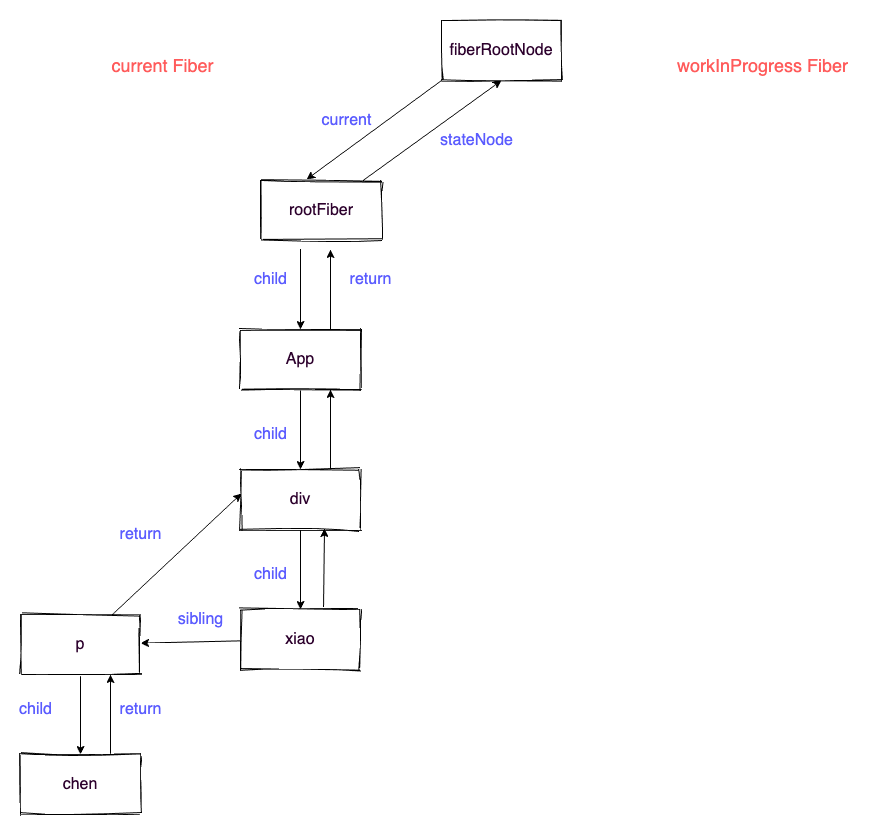 fiberRootNode
current Fiber
workInProgress Fiber
current
stateNode
rootFiber
child
return
App
child
div
return
child
sibling
xiao
p
child
return
chen